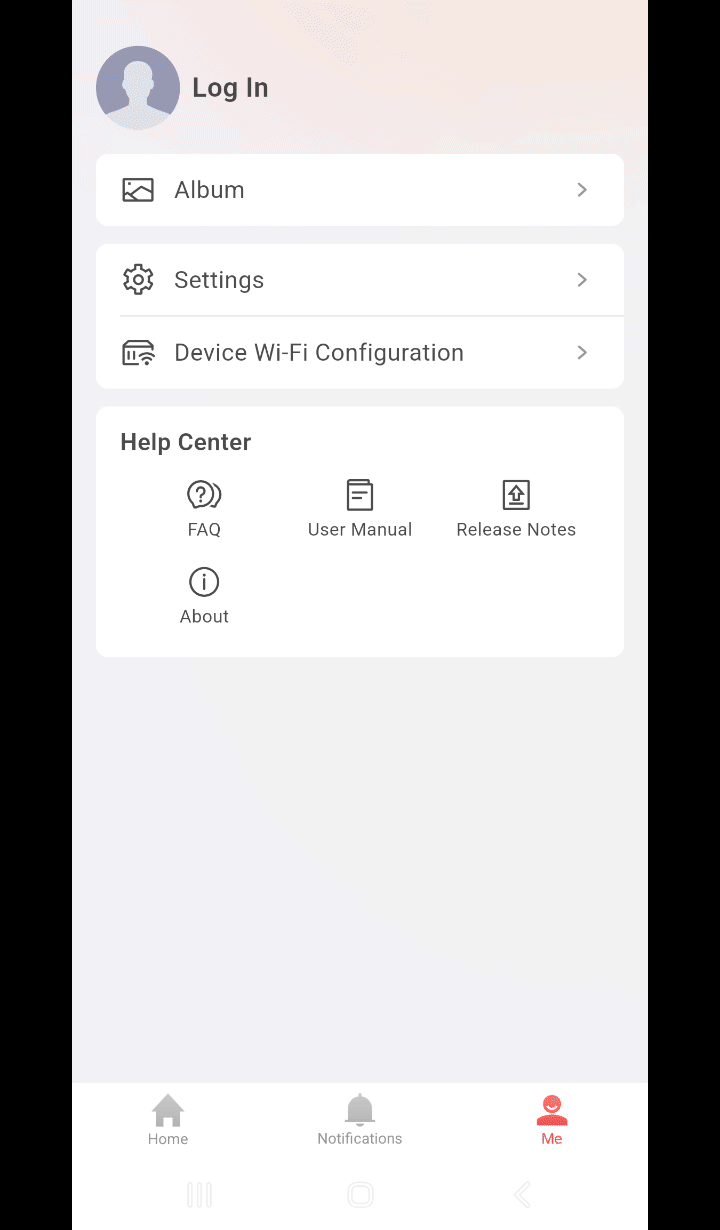 Log In
Album
Settings
Device Wi-Fi Configuration
Help Center
FAQ
User Manual
Release Notes
About
Home
Notifications
Me